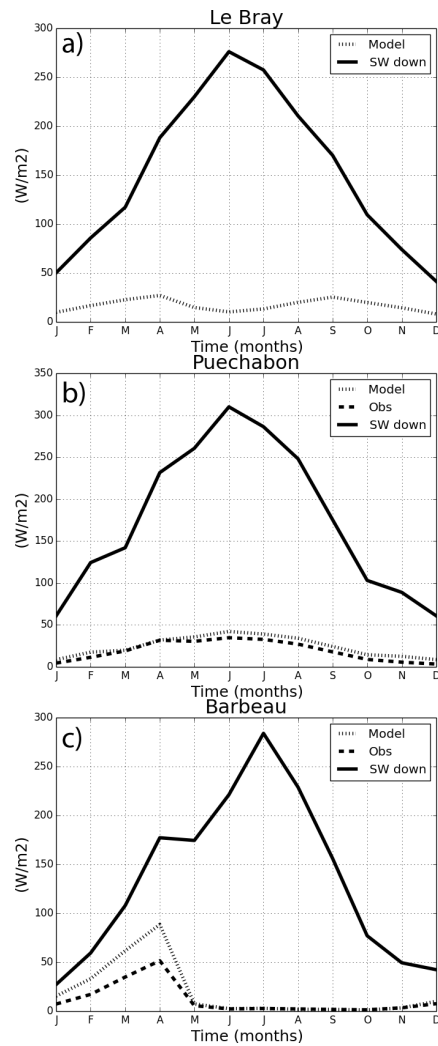 Le Bray
a)
Model
SW down
300
250
200
150
100
50
0
(W/m2)
J F M A M J J A S O N D
Time (months)
Puechabon
b)
Model
Obs
SW down
350
300
250
200
150
100
50
0
(W/m2)
J F M A M J J A S O N D
Time (months)
Barbeau
c)
Model
Obs
SW down
300
250
200
150
100
50
0
(W/m2)
J F M A M J J A S O N D
Time (months)